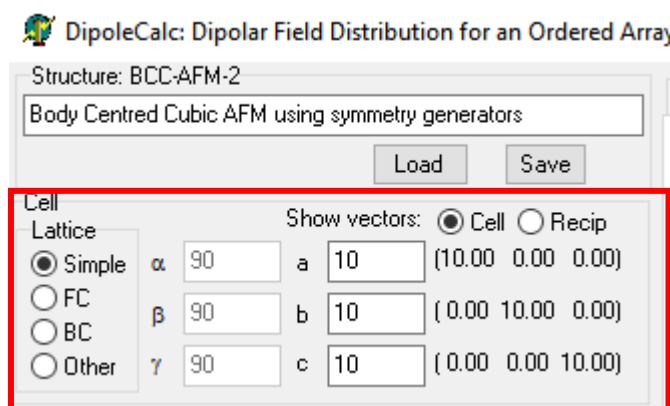 DipoleCalc: Dipolar Field Distribution for an Ordered Array
Structure: BCC-AFM-2
Body Centred Cubic AFM using symmetry generators
Load Save
Cell
Lattice Show vectors: Cell Recip
Simple α 90 a 10 (10.00 0.00 0.00)
FC
BC β 90 b 10 ( 0.00 10.00 0.00)
Other γ 90 c 10 ( 0.00 0.00 10.00)